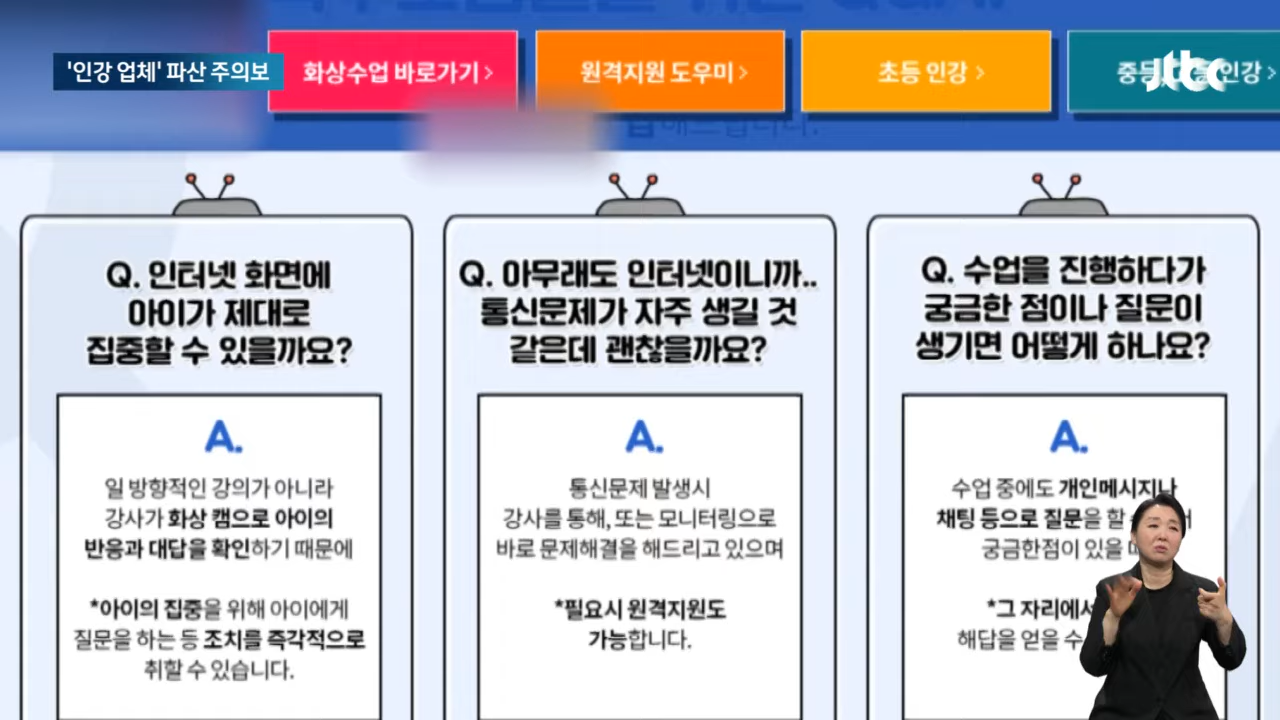 '인강 업체' 파산 주의보
화상수업 바로가기 >
원격지원 도우미 >
초등 인강 >
인강 >
jtbc
Q. 인터넷 화면에
아이가 제대로
집중할 수 있을까요?
A.
일 방향적인 강의가 아니라
강사가 화상 캠으로 아이의
반응과 대답을 확인하기 때문에
*아이의 집중을 위해 아이에게
질문을 하는 등 조치를 즉각적으로
취할 수 있습니다.
Q. 아무래도 인터넷이니까..
통신문제가 자주 생길 것
같은데 괜찮을까요?
A.
통신문제 발생시
강사를 통해, 또는 모니터링으로
바로 문제해결을 해드리고 있으며
*필요시 원격지원도
가능합니다.
Q. 수업을 진행하다가
궁금한 점이나 질문이
생기면 어떻게 하나요?
A.
수업 중에도 개인메시지나
채팅 등으로 질문을 할
궁금한점이 있을
*그 자리에서
해답을 얻을 수